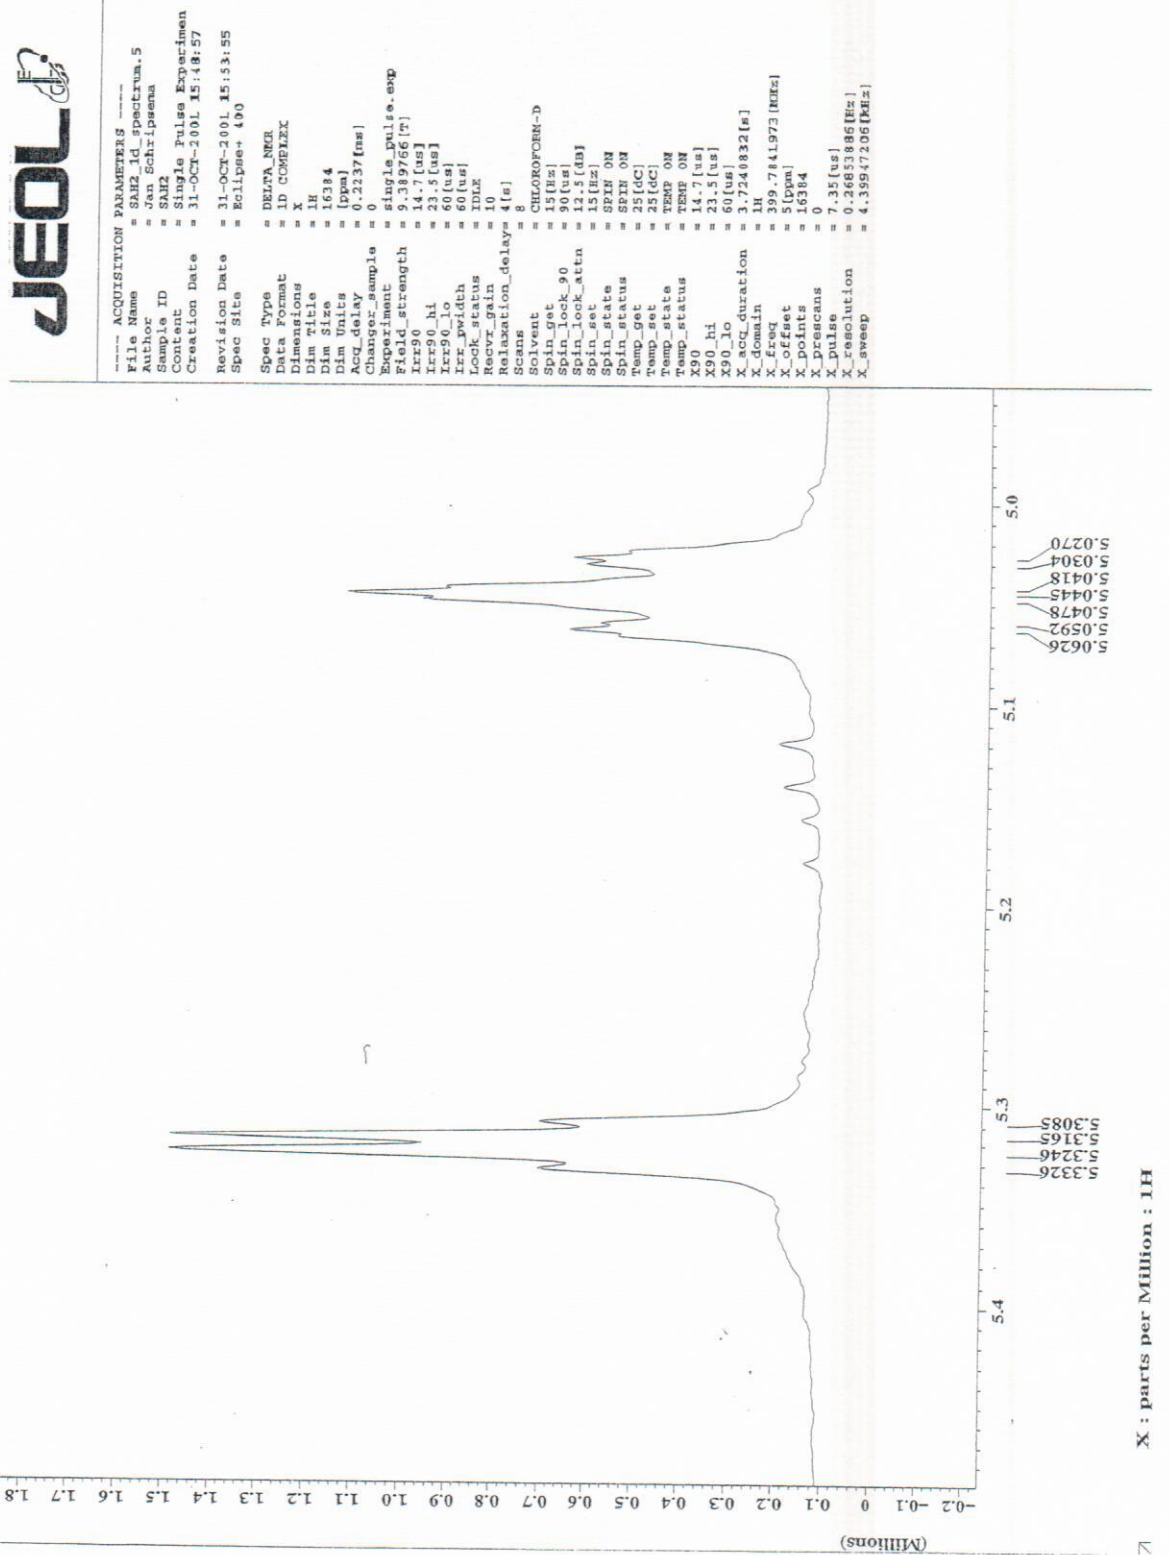 JEOL
---- ACQUISITION PARAMETERS ----
File Name = SAH2_1d_spectrum.5
Author = Jan Schripsema
Sample ID = SAH2
Content = Single Pulse Experimen
Creation Date = 31-OCT-2001 15:48:57
Revision Date = 31-OCT-2001 15:53:55
Spec Site = Eclipse+ 400
Spec Type = DELTA_NMR
Data Format = 1D COMPLEX
Dimensions = X
Dim Title = 1H
Dim Size = 16384
Dim Units = [ppm]
Acq_delay = 0.2237[ms]
Changer_sample = 0
Experiment = single_pulse.exp
Field_strength = 9.389766[T]
Irr90 = 14.7[us]
Irr90_hi = 23.5[us]
Irr90_lo = 60[us]
Irr_pwidth = 60[us]
Lock_status = IDLE
Recvr_gain = 10
Relaxation_delay= 4[s]
Scans = 8
Solvent = CHLOROFORM-D
Spin_get = 15[Hz]
Spin_lock_90 = 90[us]
Spin_lock_attn = 12.5[dB]
Spin_set = 15[Hz]
Spin_state = SPIN ON
Spin_status = SPIN ON
Temp_get = 25[dC]
Temp_set = 25[dC]
Temp_state = TEMP ON
Temp_status = TEMP ON
X90 = 14.7[us]
X90_hi = 23.5[us]
X90_lo = 60[us]
X_acq_duration = 3.72408832[s]
X_domain = 1H
X_freq = 399.7841973[MHz]
X_offset = 5[ppm]
X_points = 16384
X_prescans = 0
X_pulse = 7.35[us]
X_resolution = 0.26853886[Hz]
X_sweep = 4.39947206[kHz]
(Millions)
1.8
1.7
1.6
1.5
1.4
1.3
1.2
1.1
1.0
0.9
0.8
0.7
0.6
0.5
0.4
0.3
0.2
0.1
0
-0.1
-0.2
5.4 5.3 5.2 5.1 5.0
5.3326
5.3246
5.3165
5.3085
5.0626
5.0592
5.0478
5.0445
5.0418
5.0304
5.0270
X : parts per Million : 1H